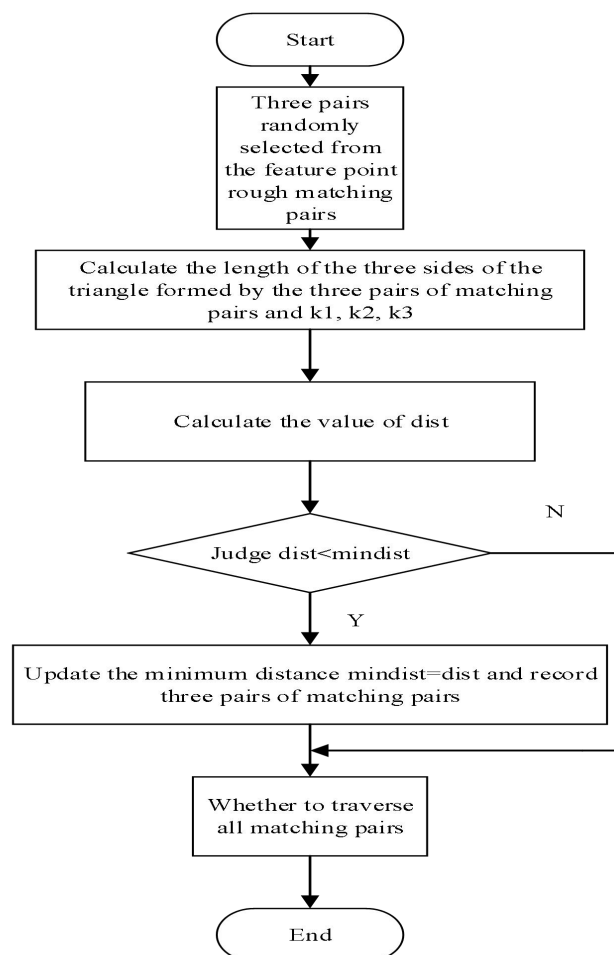 Start
Three pairs
randomly
selected from
the feature point
rough matching
pairs
Calculate the length of the three sides of the
triangle formed by the three pairs of matching
pairs and k1, k2, k3
Calculate the value of dist
N
Judge dist<mindist
Y
Update the minimum distance mindist=dist and record
three pairs of matching pairs
Whether to traverse
all matching pairs
End